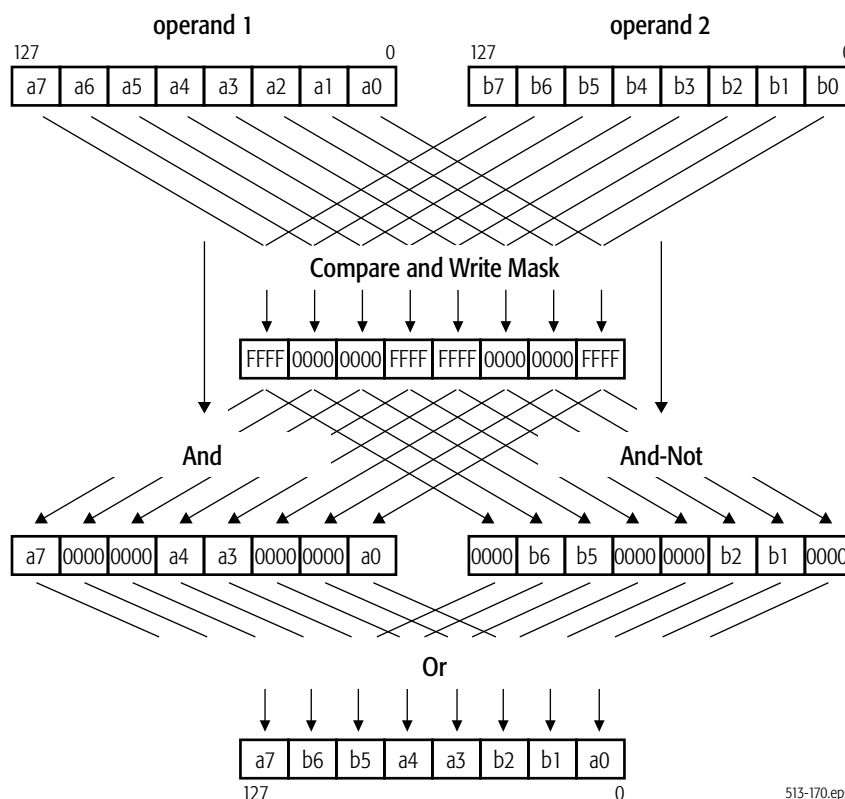 operand 1 operand 2
127 0 127 0
a7 a6 a5 a4 a3 a2 a1 a0 b7 b6 b5 b4 b3 b2 b1 b0
Compare and Write Mask
FFFF 0000 0000 FFFF FFFF 0000 0000 FFFF
And And-Not
a7 0000 0000 a4 a3 0000 0000 a0 0000 b6 b5 0000 0000 b2 b1 0000
Or
a7 b6 b5 a4 a3 b2 b1 a0
127 0
513-170.eps